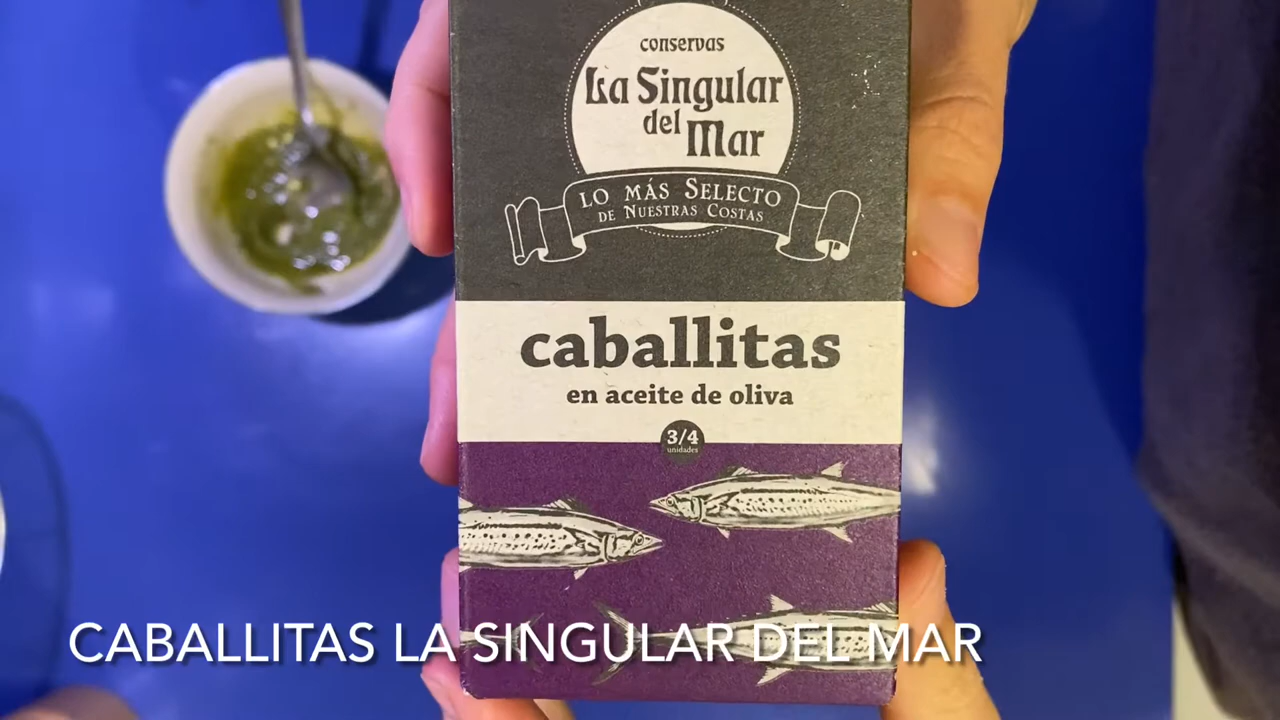 conservas
La Singular
del Mar
LO MÁS SELECTO
DE NUESTRAS COSTAS
caballitas
en aceite de oliva
3/4
unidades
CABALLITAS LA SINGULAR DEL MAR